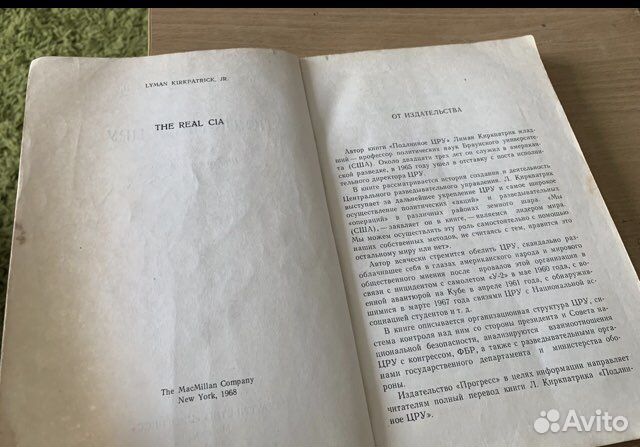 LYMAN KIRKPATRICK, JR.
THE REAL CIA
The MacMillan Company
New York, 1968
ОТ ИЗДАТЕЛЬСТВА
Автор книги «Подлинное ЦРУ» Лиман Киркпатрик млад-
ший — профессор политических наук Браунского университе-
та (США). Около двадцати трех лет он служил в американ-
ской разведке, в 1965 году ушел в отставку с поста исполни-
тельного директора ЦРУ.
В книге рассматривается история создания и деятельность
Центрального разведывательного управления. Л. Киркпатрик
выступает за дальнейшее укрепление ЦРУ и самое широкое
осуществление политических «акций» и разведывательных
«операций» в различных районах земного шара. «Мы
(США), — заявляет он в книге, — являемся лидером мира.
Мы можем осуществлять эту роль самостоятельно с помощью
наших собственных методов, не считаясь с тем, нравится это
остальному миру или нет».
Автор всячески стремится обелить ЦРУ, скандально раз-
облачившее себя в глазах американского народа и мирового
общественного мнения после провалов этой организации в
связи с инцидентом с самолетом «У-2» в мае 1960 года, с во-
енной авантюрой на Кубе в апреле 1961 года, с обнаружив-
шимися в марте 1967 года связями ЦРУ с Национальной ас-
социацией студентов и т. д.
В книге описывается организационная структура ЦРУ, си-
стема контроля над ним со стороны президента и Совета на-
циональной безопасности, анализируются взаимоотношения
ЦРУ с конгрессом, ФБР, а также с разведывательными орга-
нами государственного департамента и министерства обо-
роны.
Издательство «Прогресс» в целях информации направляет
читателям полный перевод книги Л. Киркпатрика «Подлин-
ное ЦРУ».
Avito